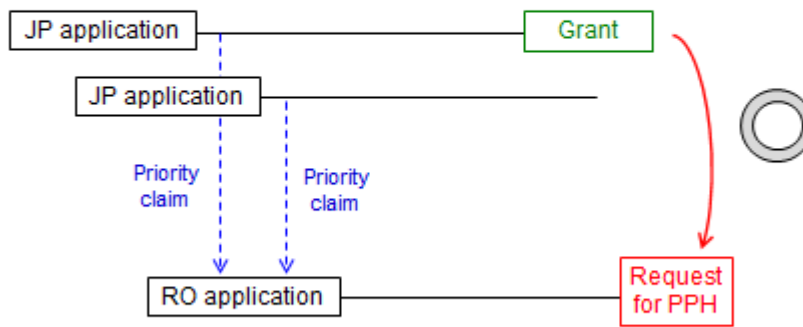 JP application
Grant
JP application
Priority
claim
Priority
claim
RO application
Request
for PPH